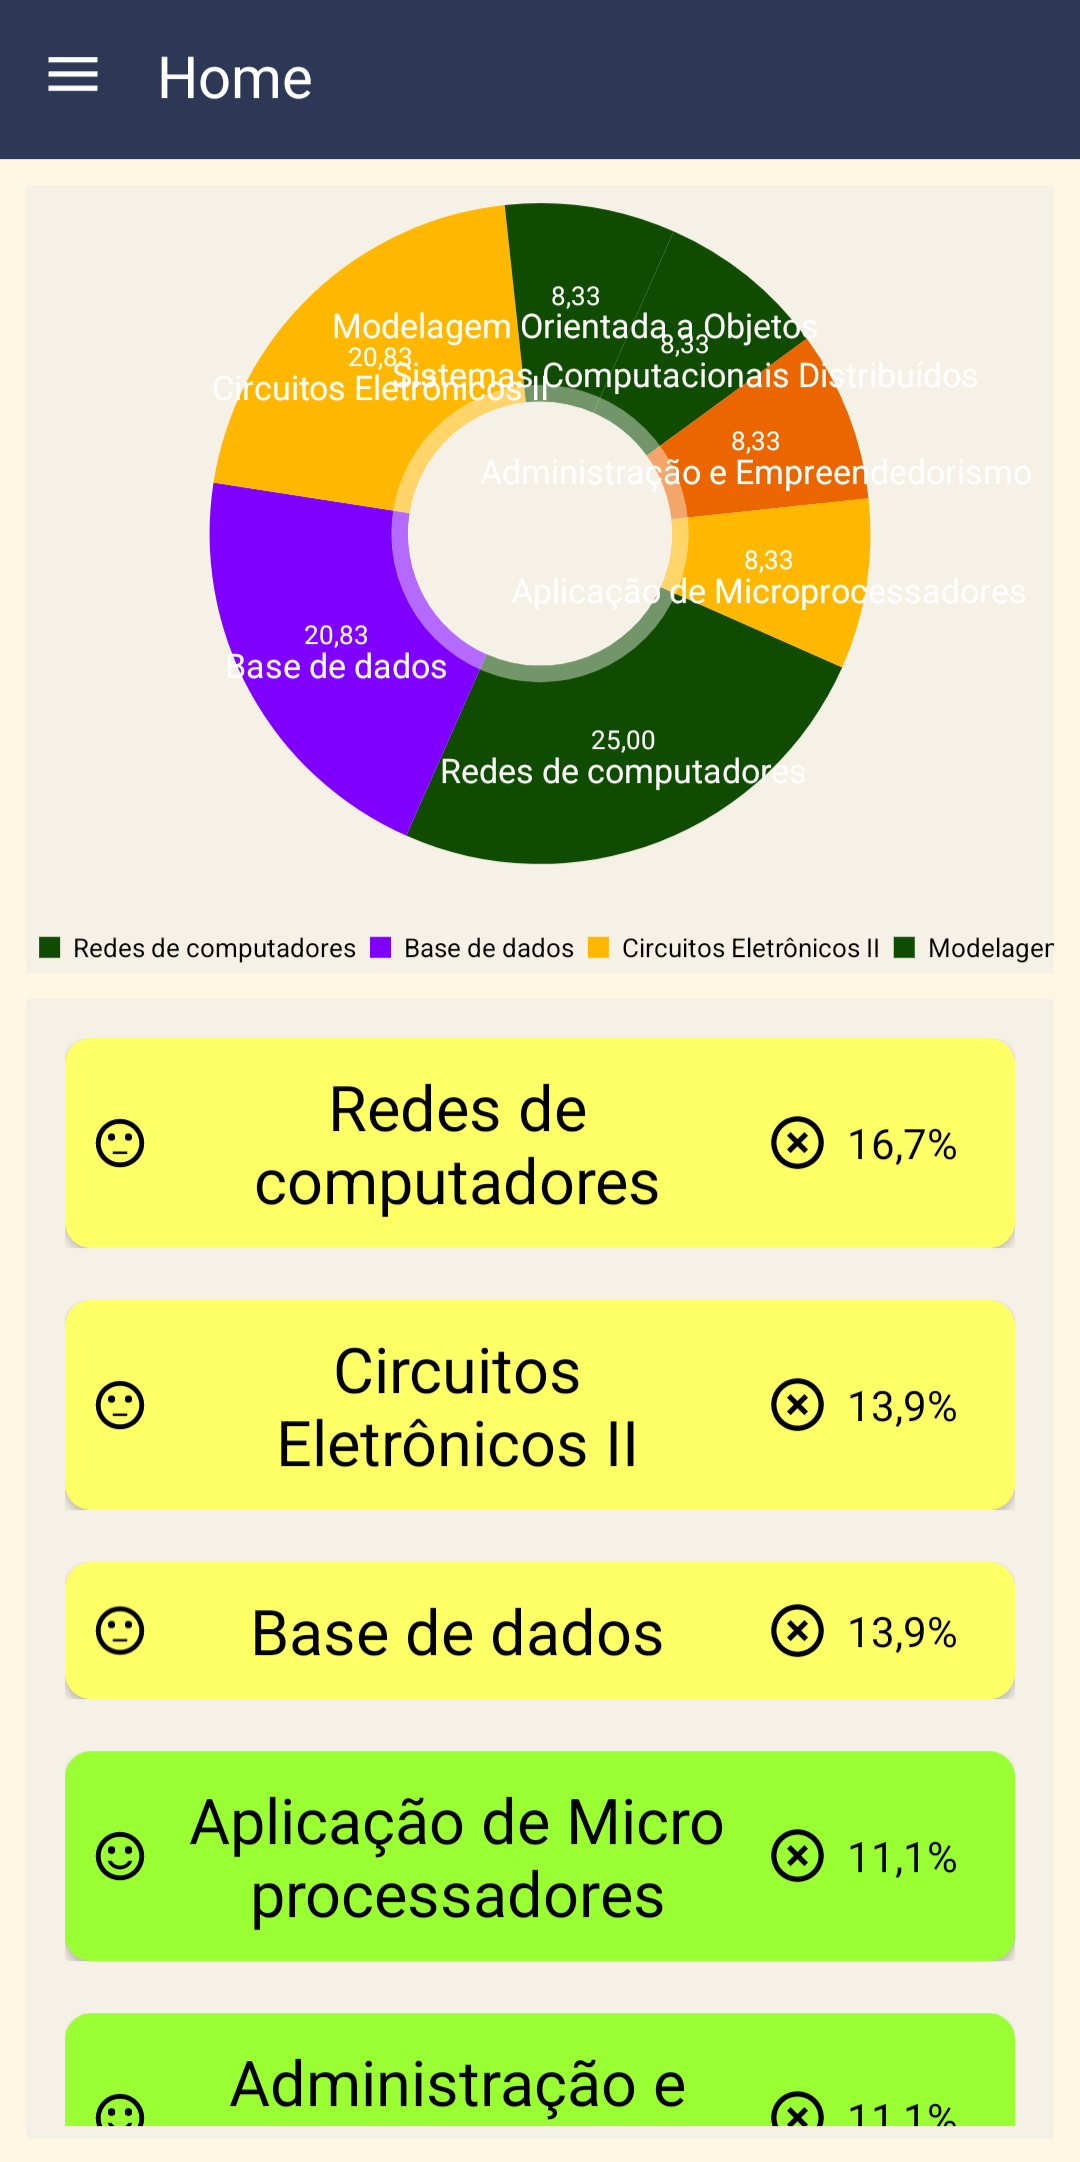 Home
8,33
Modelagem Orientada a Objetos
8,33
Sistemas Computacionais Distribuídos
20,83
Circuitos Eletrônicos II
8,33
Administração e Empreendedorismo
8,33
Aplicação de Microprocessadores
20,83
Base de dados
25,00
Redes de computadores
Redes de computadores Base de dados Circuitos Eletrônicos II Modelagem
Redes de
computadores
16,7%
Circuitos
Eletrônicos II
13,9%
Base de dados
13,9%
Aplicação de Micro
processadores
11,1%
Administração e
11,1%